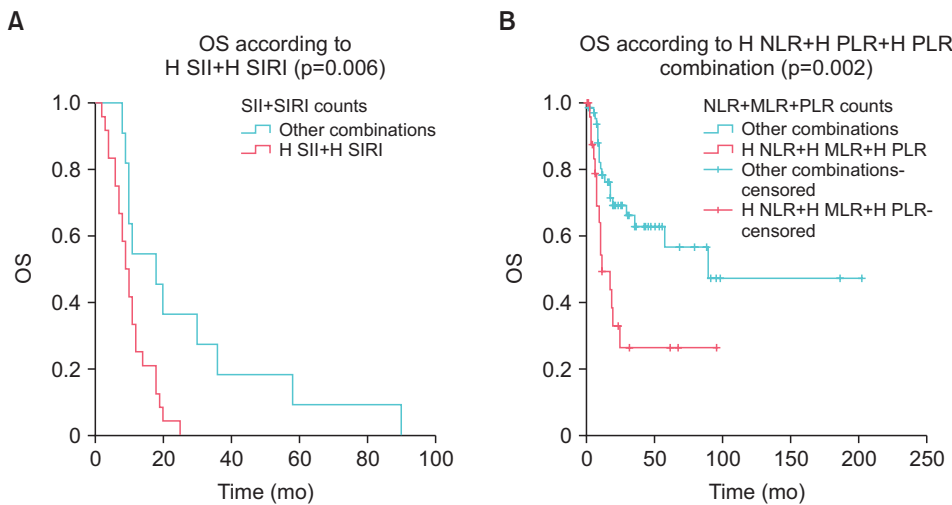 A
OS according to
H SII+H SIRI (p=0.006)
SII+SIRI counts
Other combinations
H SII+H SIRI
1.0
0.8
0.6
0.4
0.2
0
OS
0
20
40
60
80
100
Time (mo)
B
OS according to H NLR+H PLR+H PLR
combination (p=0.002)
NLR+MLR+PLR counts
Other combinations
H NLR+H MLR+H PLR
Other combinations-
censored
H NLR+H MLR+H PLR-
censored
1.0
0.8
0.6
0.4
0.2
0
OS
0
50
100
150
200
250
Time (mo)